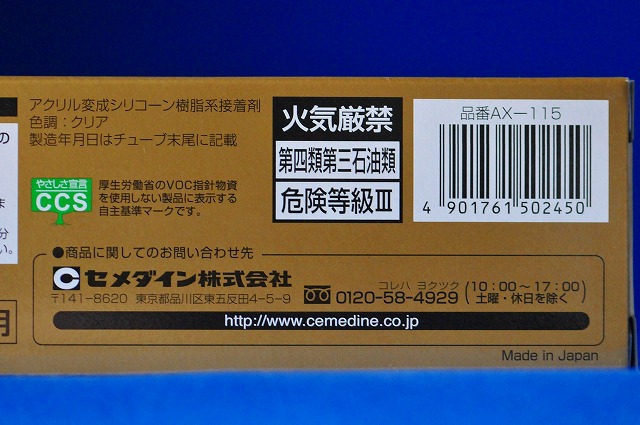 アクリル変成シリコーン樹脂系接着剤
色調：クリア
製造年月日はチューブ末尾に記載
やさしさ宣言
CCS
厚生労働省のVOC指針物資
を使用しない製品に表示する
自主基準マークです。
火気厳禁
第四類第三石油類
危険等級Ⅲ
品番AX－115
4 901761 502450
●商品に関してのお問い合わせ先
C セメダイン株式会社
〒141－8620 東京都品川区東五反田4－5－9
コレハ ヨクツク
0120-58-4929
(10：00～17：00)
(土曜・休日を除く)
http://www.cemedine.co.jp
Made in Japan
の
ま
分
い。
用